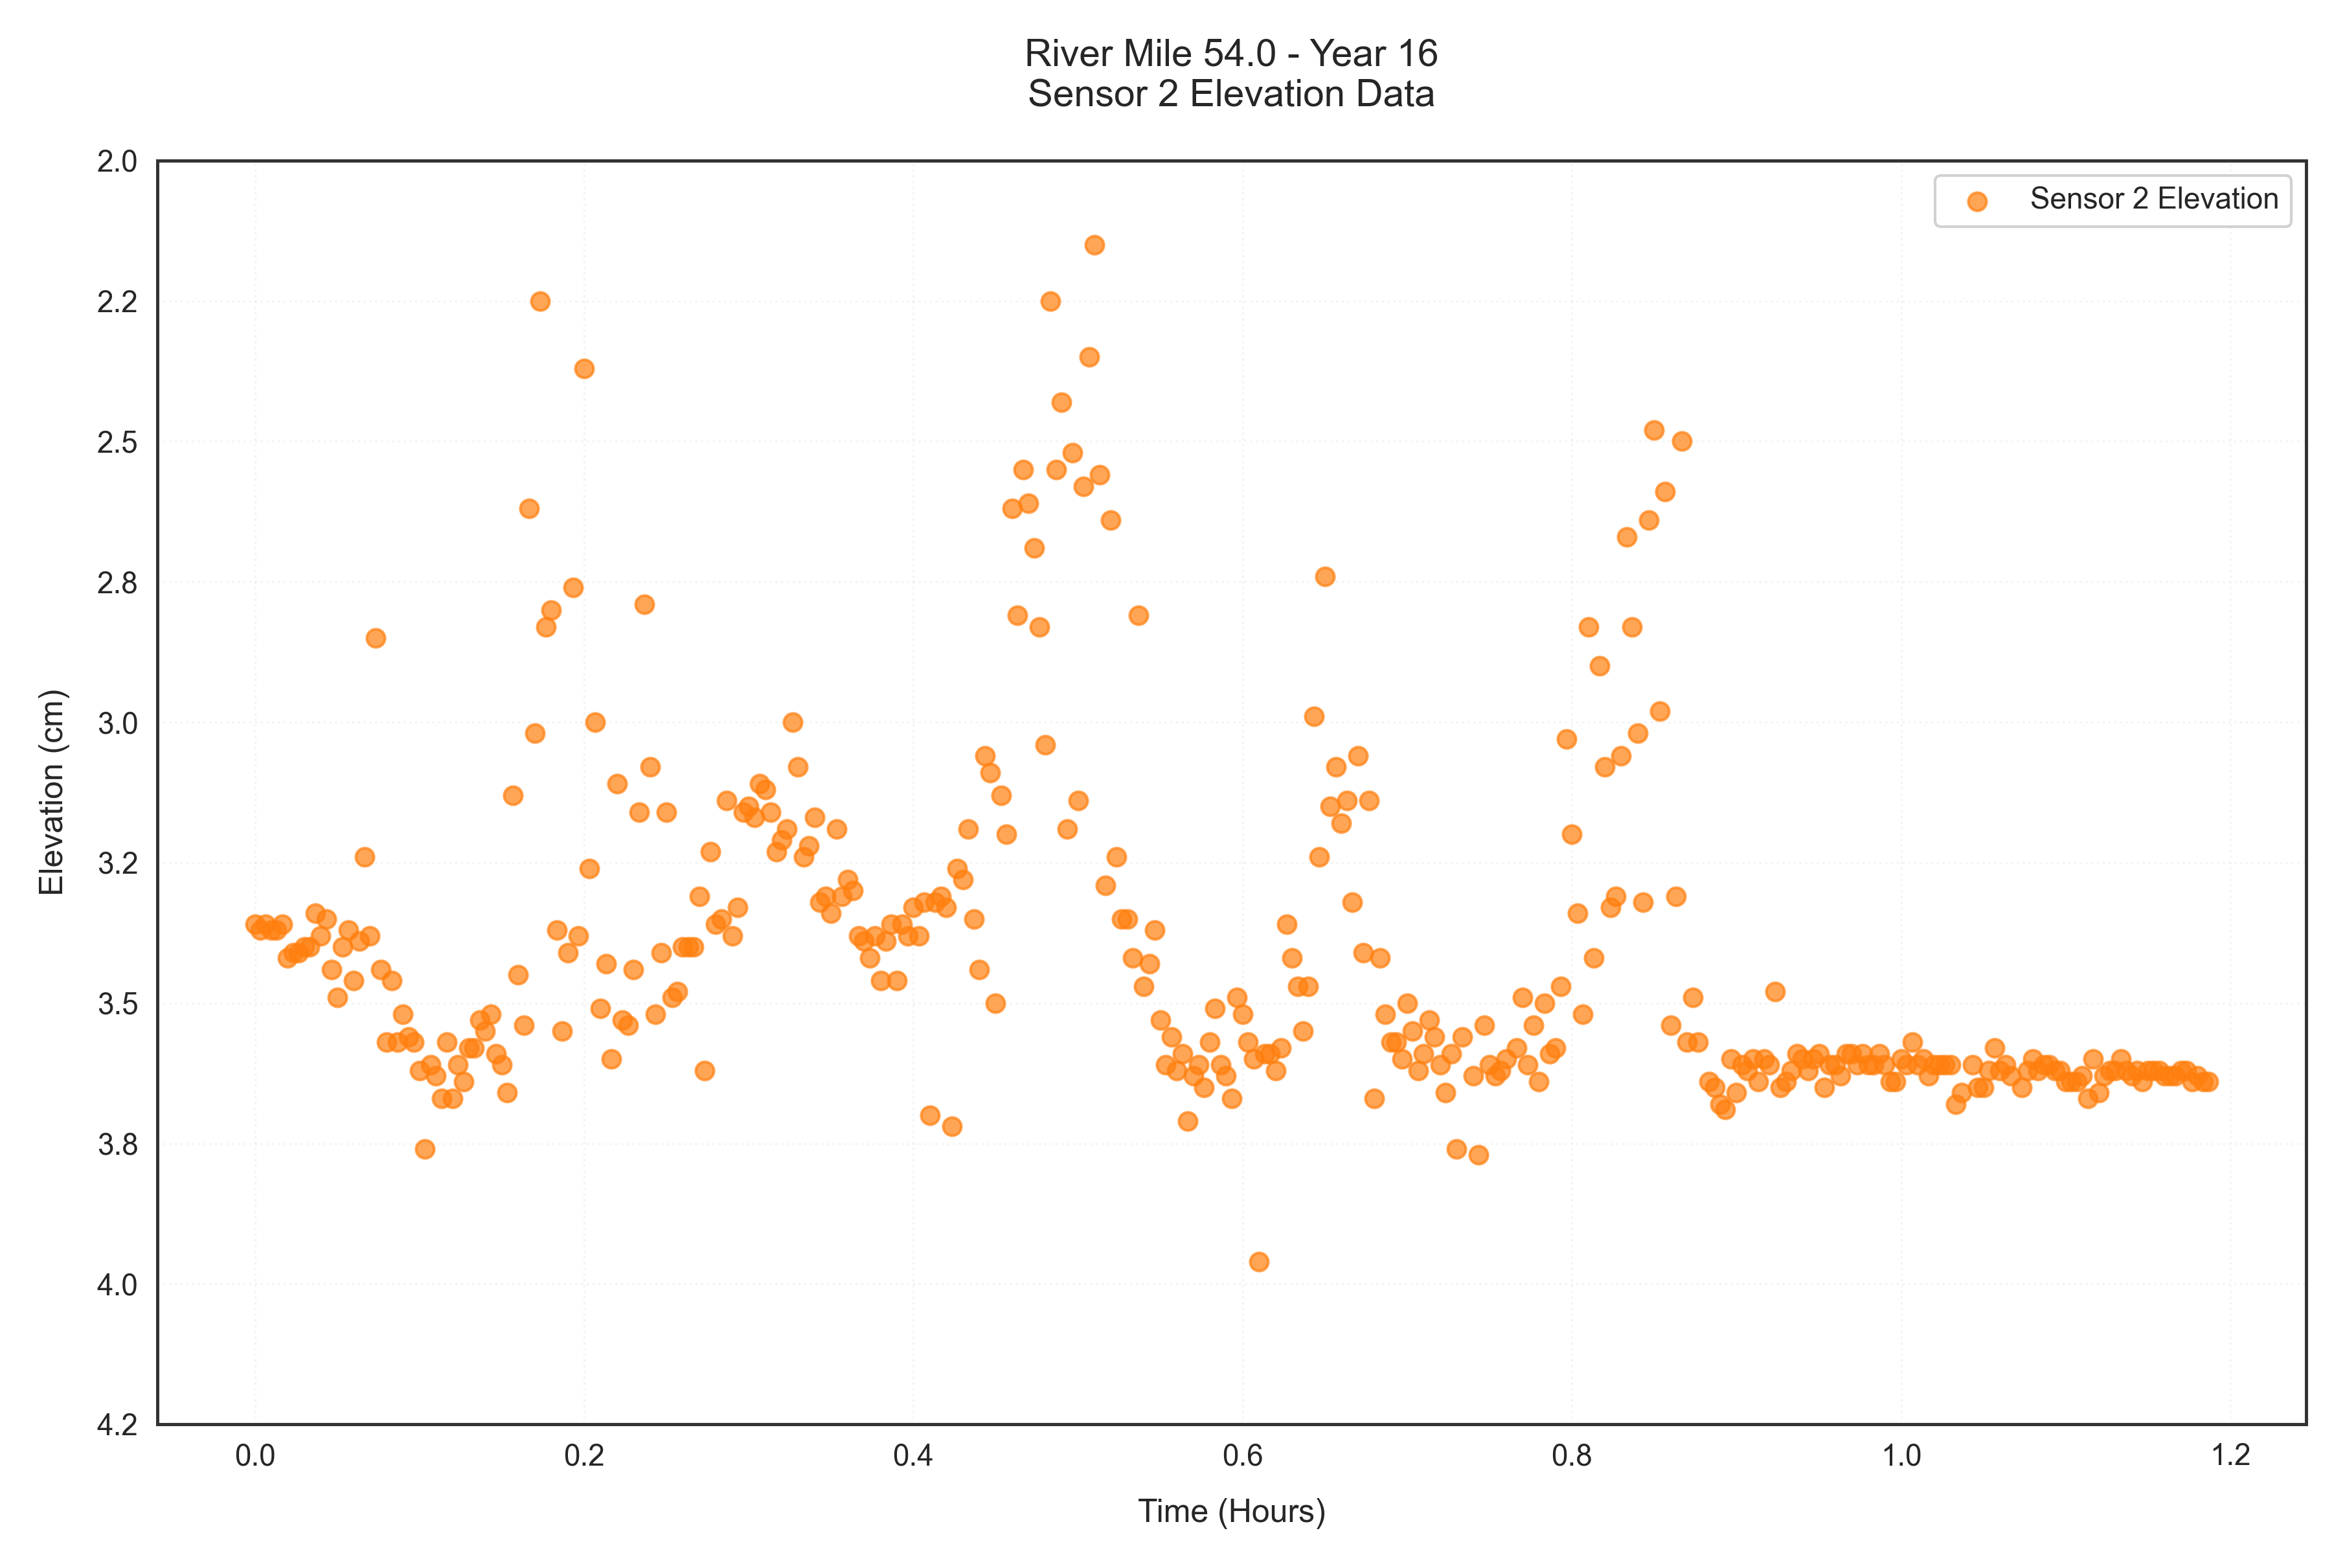 River Mile 54.0 - Year 16
Sensor 2 Elevation Data
Sensor 2 Elevation
Elevation (cm)
2.0
2.2
2.5
2.8
3.0
3.2
3.5
3.8
4.0
4.2
0.0 0.2 0.4 0.6 0.8 1.0 1.2
Time (Hours)